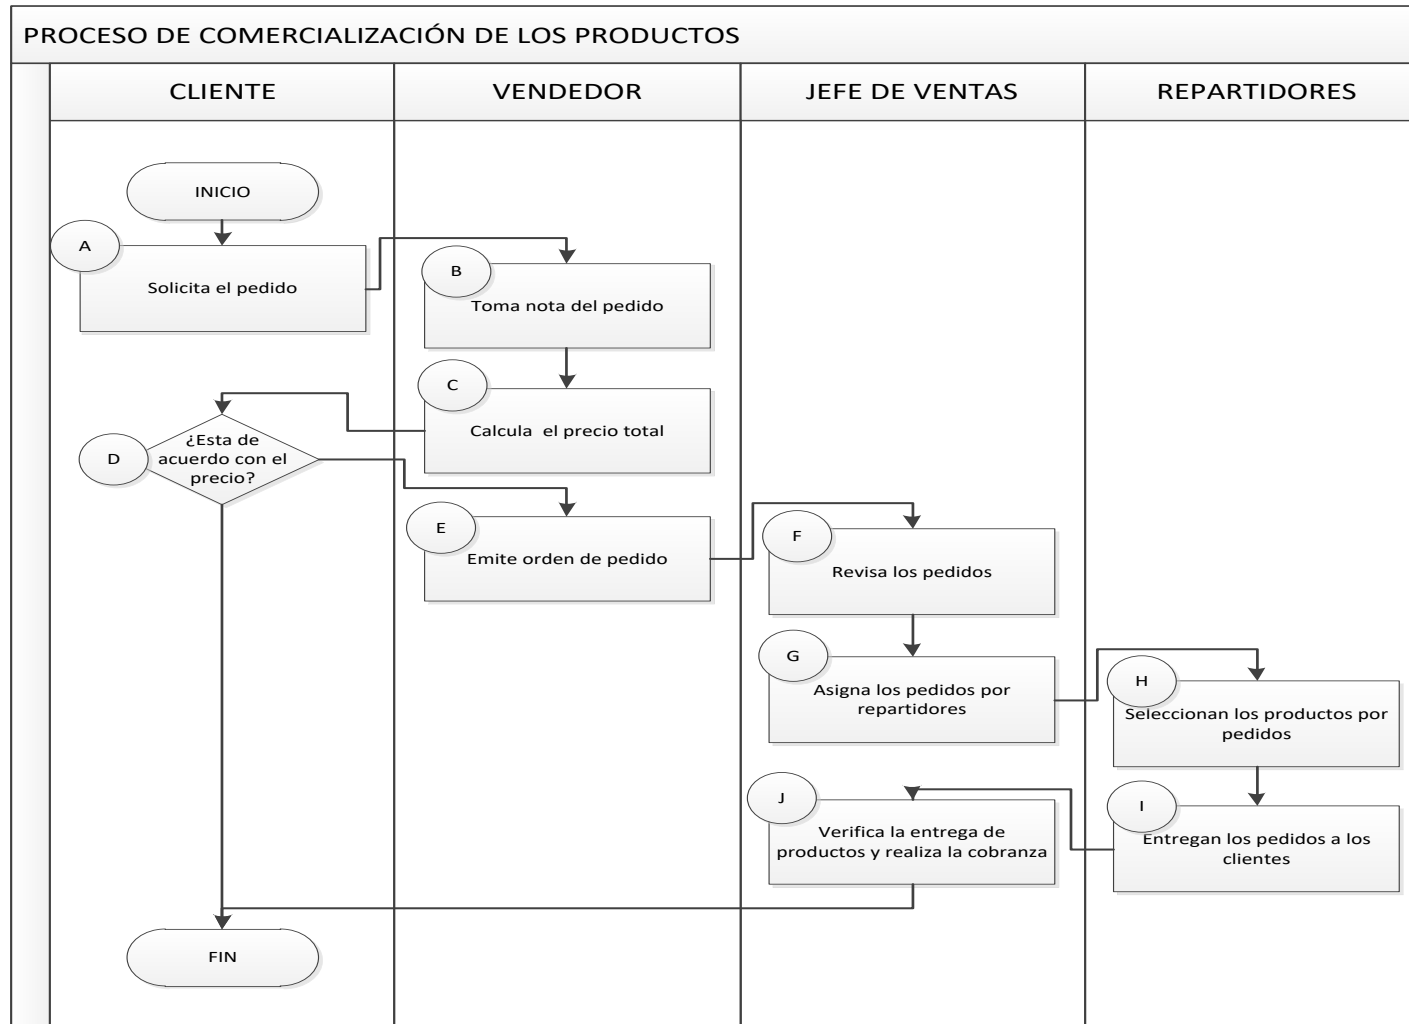 PROCESO DE COMERCIALIZACIÓN DE LOS PRODUCTOS
CLIENTE
VENDEDOR
JEFE DE VENTAS
REPARTIDORES
INICIO
A
Solicita el pedido
B
Toma nota del pedido
C
Calcula  el precio total
D
¿Esta de
acuerdo con el
precio?
E
Emite orden de pedido
F
Revisa los pedidos
G
Asigna los pedidos por
repartidores
H
Seleccionan los productos por
pedidos
I
Entregan los pedidos a los
clientes
J
Verifica la entrega de
productos y realiza la cobranza
FIN